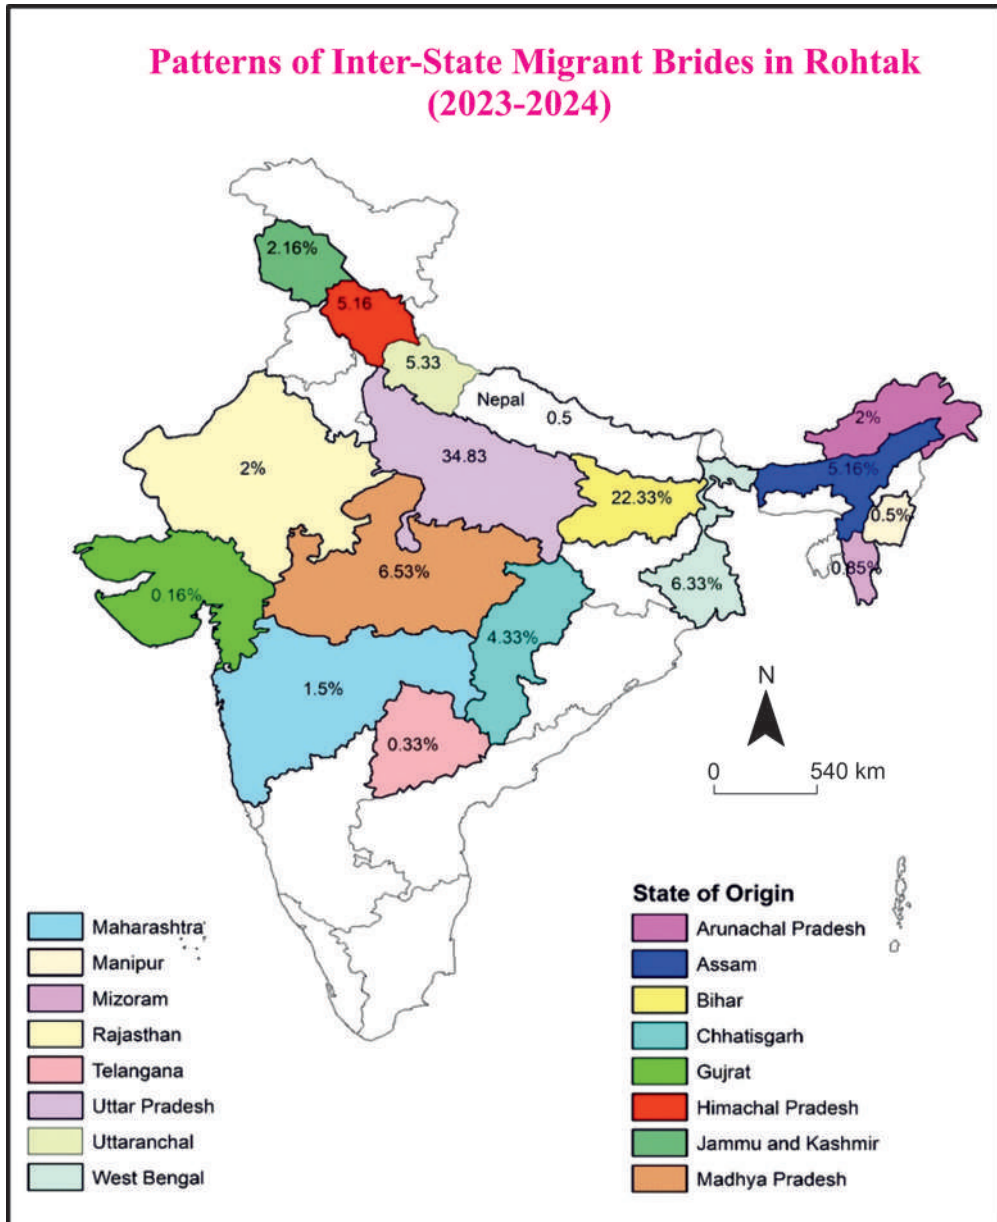 Patterns of Inter-State Migrant Brides in Rohtak
(2023-2024)
2.16%
5.16
5.33
Nepal
0.5
2%
5.16%
0.5%
0.85%
2%
34.83
22.33%
6.53%
6.33%
0.16%
4.33%
1.5%
0.33%
N
0 540 km
Maharashtra
Manipur
Mizoram
Rajasthan
Telangana
Uttar Pradesh
Uttaranchal
West Bengal
State of Origin
Arunachal Pradesh
Assam
Bihar
Chhatisgarh
Gujrat
Himachal Pradesh
Jammu and Kashmir
Madhya Pradesh